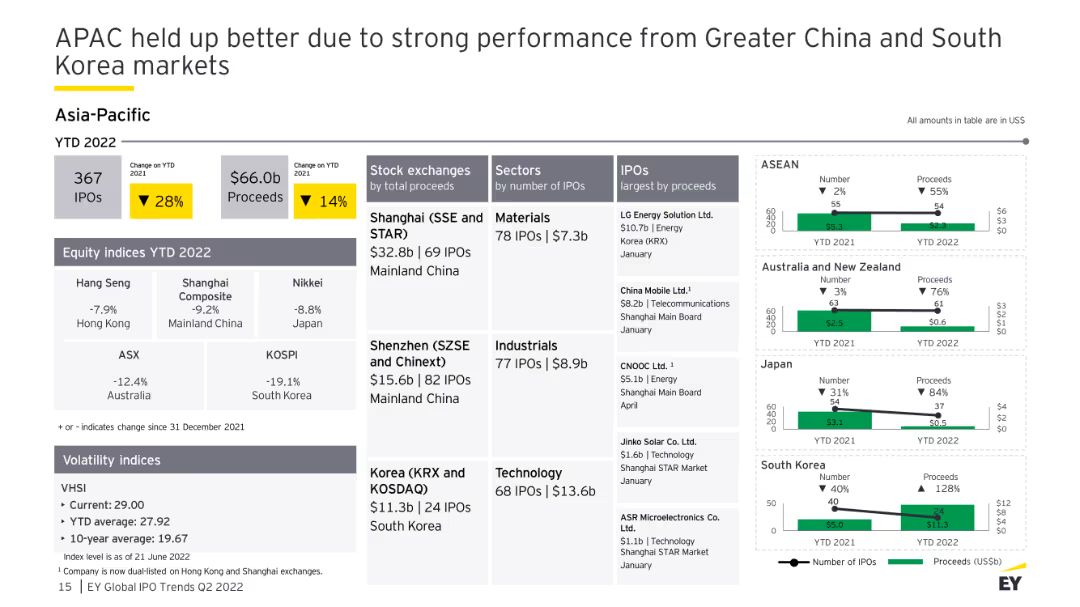 APAC held up better due to strong performance from Greater China and South
Korea markets
Asia-Pacific
All amounts in table are in US$
YTD 2022
367
IPOs
Change on YTD
2021
▼ 28%
$66.0b
Proceeds
Change on YTD
2021
▼ 14%
Equity indices YTD 2022
Hang Seng
-7.9%
Hong Kong
Shanghai
Composite
-9.2%
Mainland China
Nikkei
-8.8%
Japan
ASX
-12.4%
Australia
KOSPI
-19.1%
South Korea
+ or – indicates change since 31 December 2021
Volatility indices
VHSI
‣ Current: 29.00
‣ YTD average: 27.92
‣ 10-year average: 19.67
Index level is as of 21 June 2022
¹ Company is now dual-listed on Hong Kong and Shanghai exchanges.
Stock exchanges
by total proceeds
Shanghai (SSE and
STAR)
$32.8b | 69 IPOs
Mainland China
Shenzhen (SZSE
and Chinext)
$15.6b | 82 IPOs
Mainland China
Korea (KRX and
KOSDAQ)
$11.3b | 24 IPOs
South Korea
Sectors
by number of IPOs
Materials
78 IPOs | $7.3b
Industrials
77 IPOs | $8.9b
Technology
68 IPOs | $13.6b
IPOs
largest by proceeds
LG Energy Solution Ltd.
$10.7b | Energy
Korea (KRX)
January
China Mobile Ltd.¹
$8.2b | Telecommunications
Shanghai Main Board
January
CNOOC Ltd. ¹
$5.1b | Energy
Shanghai Main Board
April
Jinko Solar Co. Ltd.
$1.6b | Technology
Shanghai STAR Market
January
ASR Microelectronics Co.
Ltd.
$1.1b | Technology
Shanghai STAR Market
January
ASEAN
Number
▼ 2%
Proceeds
▼ 55%
55
54
60
40
20
0
$5.3
$2.3
$6
$3
$0
YTD 2021
YTD 2022
Australia and New Zealand
Number
▼ 3%
Proceeds
▼ 76%
63
61
60
40
20
0
$2.5
$0.6
$3
$2
$1
$0
YTD 2021
YTD 2022
Japan
Number
▼ 31%
Proceeds
▼ 84%
54
37
60
40
20
0
$3.1
$0.5
$4
$2
$0
YTD 2021
YTD 2022
South Korea
Number
▼ 40%
Proceeds
▲ 128%
40
24
50
0
$5.0
$11.3
$12
$8
$4
$0
YTD 2021
YTD 2022
Number of IPOs
Proceeds (US$b)
15
EY Global IPO Trends Q2 2022
EY